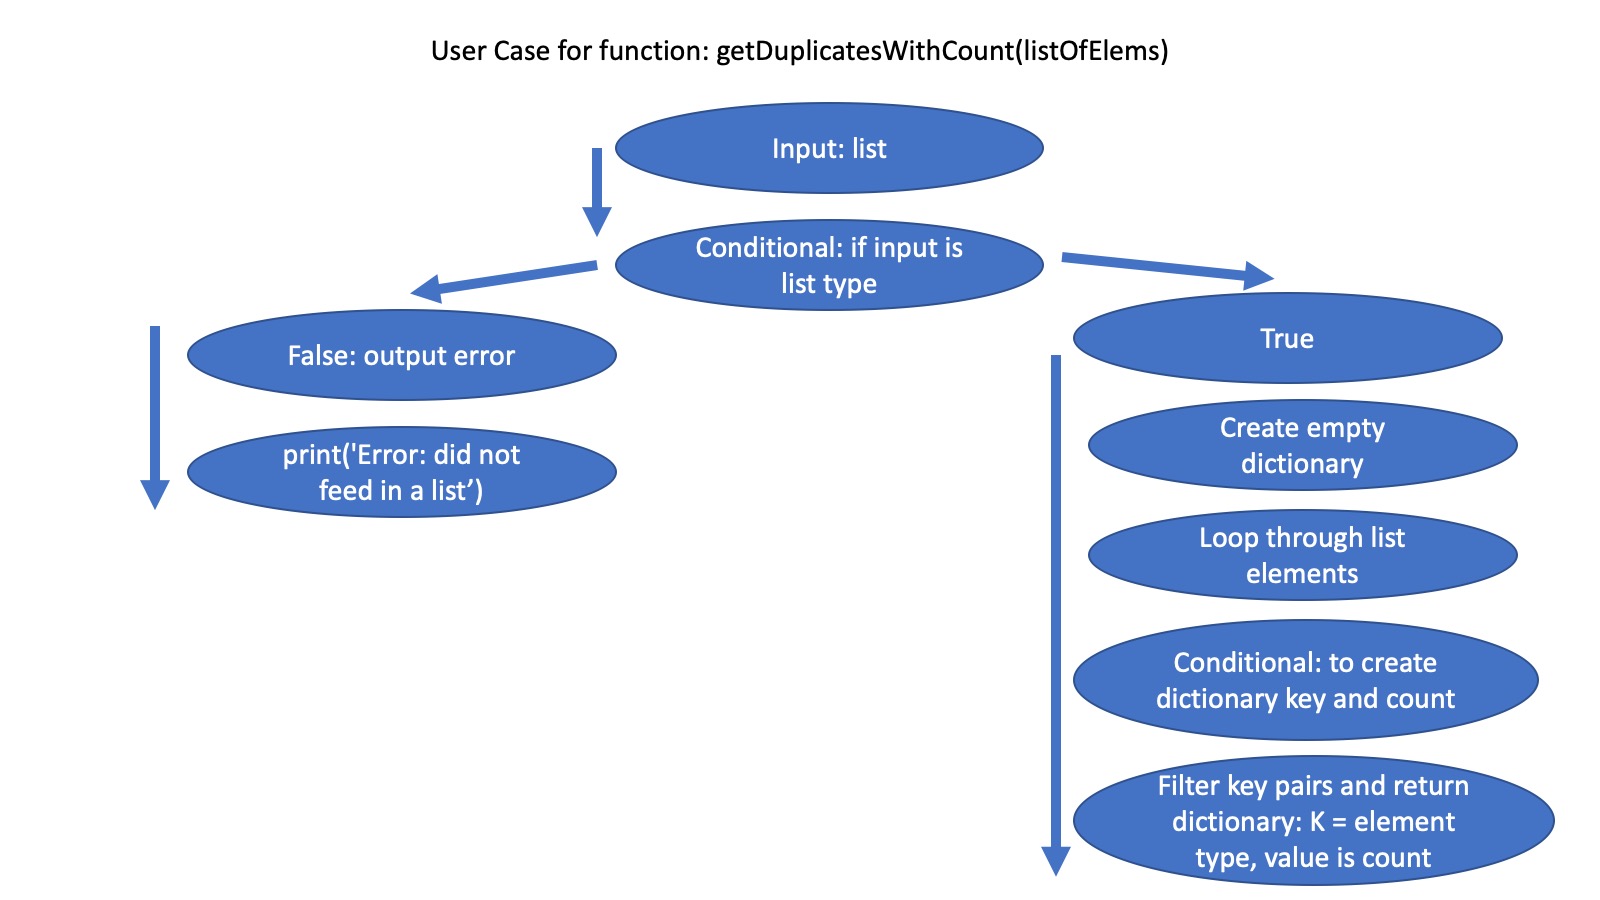 User Case for function: getDuplicatesWithCount(listOfElems)
Input: list
Conditional: if input is
list type
False: output error
print('Error: did not
feed in a list’)
True
Create empty
dictionary
Loop through list
elements
Conditional: to create
dictionary key and count
Filter key pairs and return
dictionary: K = element
type, value is count